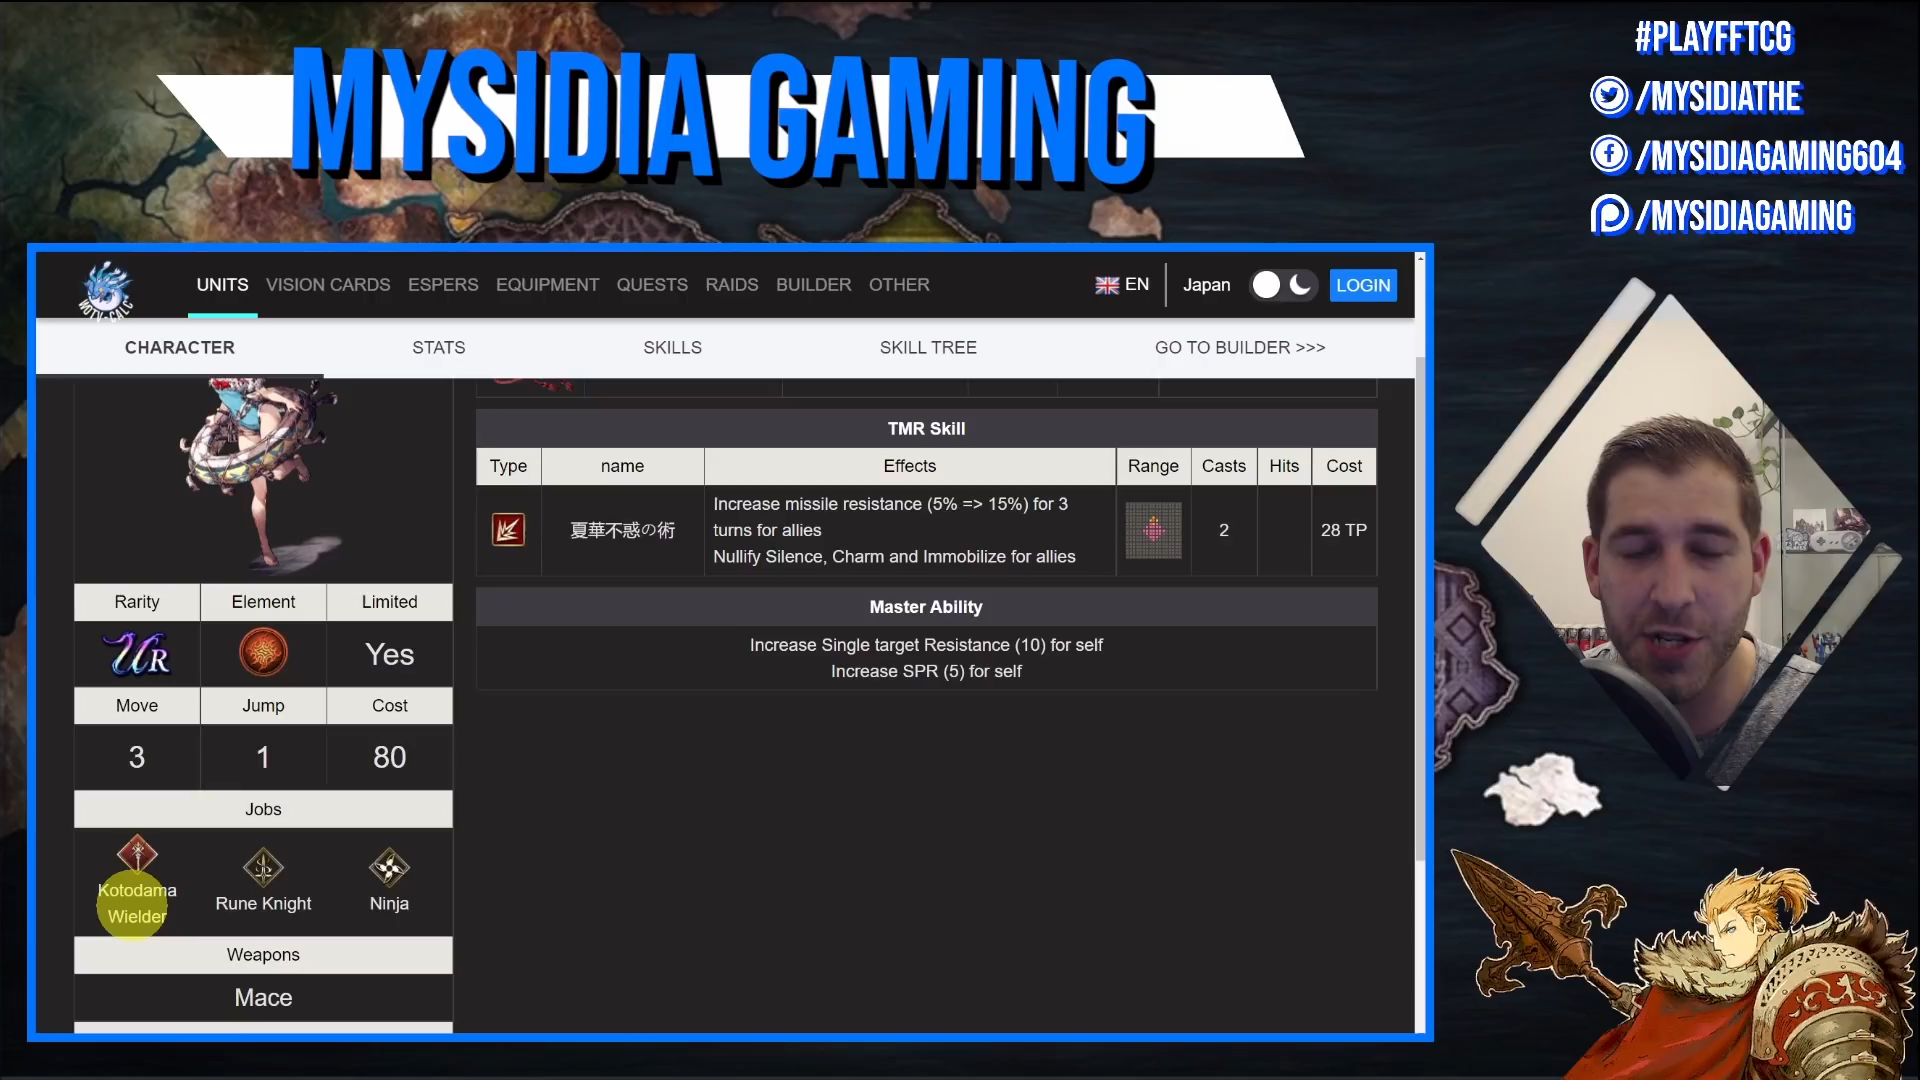 MYSIDIA GAMING
#PLAYFFTCG
/MYSIDIATHE
/MYSIDIAGAMING604
/MYSIDIAGAMING
WOTV-CALC
UNITS VISION CARDS ESPERS EQUIPMENT QUESTS RAIDS BUILDER OTHER EN Japan LOGIN
CHARACTER STATS SKILLS SKILL TREE GO TO BUILDER >>>
TMR Skill
Type name Effects Range Casts Hits Cost
Increase missile resistance (5% => 15%) for 3
turns for allies
Nullify Silence, Charm and Immobilize for allies
夏華不惑の術
2
28 TP
Master Ability
Increase Single target Resistance (10) for self
Increase SPR (5) for self
Rarity Element Limited
UR Yes
Move Jump Cost
3 1 80
Jobs
Kotodama
Wielder
Rune Knight
Ninja
Weapons
Mace